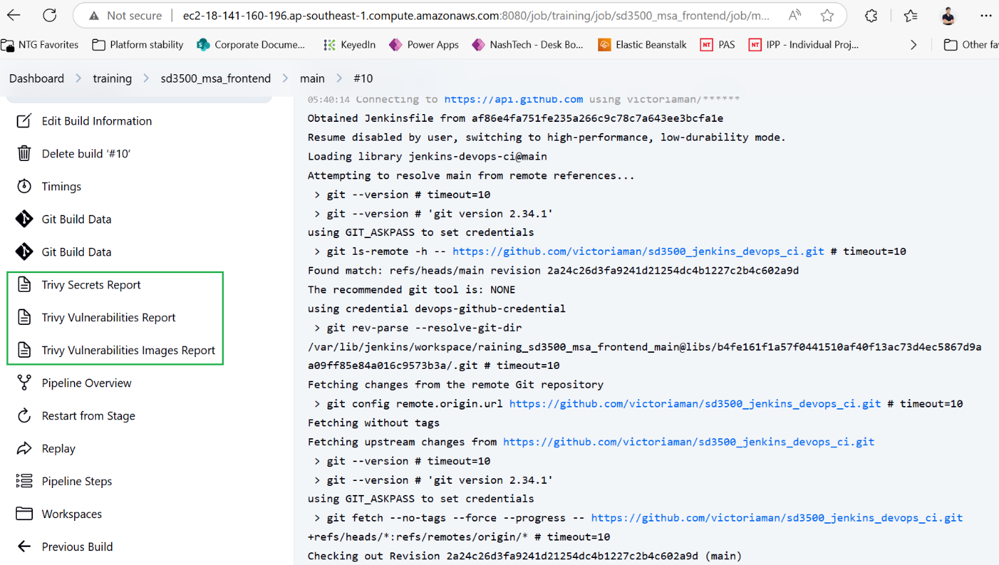 Not secure
ec2-18-141-160-196.ap-southeast-1.compute.amazonaws.com:8080/job/training/job/sd3500_msa_frontend/job/m...
NTG Favorites
Platform stability
Corporate Docume...
KeyedIn
Power Apps
NashTech - Desk Bo...
Elastic Beanstalk
NT PAS
NT IPP - Individual Proj...
Other fa
Dashboard
training
sd3500_msa_frontend
main
#10
Edit Build Information
Delete build ‘#10’
Timings
Git Build Data
Git Build Data
Trivy Secrets Report
Trivy Vulnerabilities Report
Trivy Vulnerabilities Images Report
Pipeline Overview
Restart from Stage
Replay
Pipeline Steps
Workspaces
Previous Build
05:40:14 Connecting to https://api.github.com using victoriaman/******
Obtained Jenkinsfile from af86e4fa751fe235a266c9c78c7a643ee3bcfa1e
Resume disabled by user, switching to high-performance, low-durability mode.
Loading library jenkins-devops-ci@main
Attempting to resolve main from remote references...
> git --version # timeout=10
> git --version # 'git version 2.34.1'
using GIT_ASKPASS to set credentials
> git ls-remote -h -- https://github.com/victoriaman/sd3500_jenkins_devops_ci.git # timeout=10
Found match: refs/heads/main revision 2a24c26d3fa9241d21254dc4b1227c2b4c602a9d
The recommended git tool is: NONE
using credential devops-github-credential
> git rev-parse --resolve-git-dir
/var/lib/jenkins/workspace/raining_sd3500_msa_frontend_main@libs/b4fe161f1a57f0441510af40f13ac73d4ec5867d9a
a09ff85e84a016c9573b3a/.git # timeout=10
Fetching changes from the remote Git repository
> git config remote.origin.url https://github.com/victoriaman/sd3500_jenkins_devops_ci.git # timeout=10
Fetching without tags
Fetching upstream changes from https://github.com/victoriaman/sd3500_jenkins_devops_ci.git
> git --version # timeout=10
> git --version # 'git version 2.34.1'
using GIT_ASKPASS to set credentials
> git fetch --no-tags --force --progress -- https://github.com/victoriaman/sd3500_jenkins_devops_ci.git
+refs/heads/*:refs/remotes/origin/* # timeout=10
Checking out Revision 2a24c26d3fa9241d21254dc4b1227c2b4c602a9d (main)